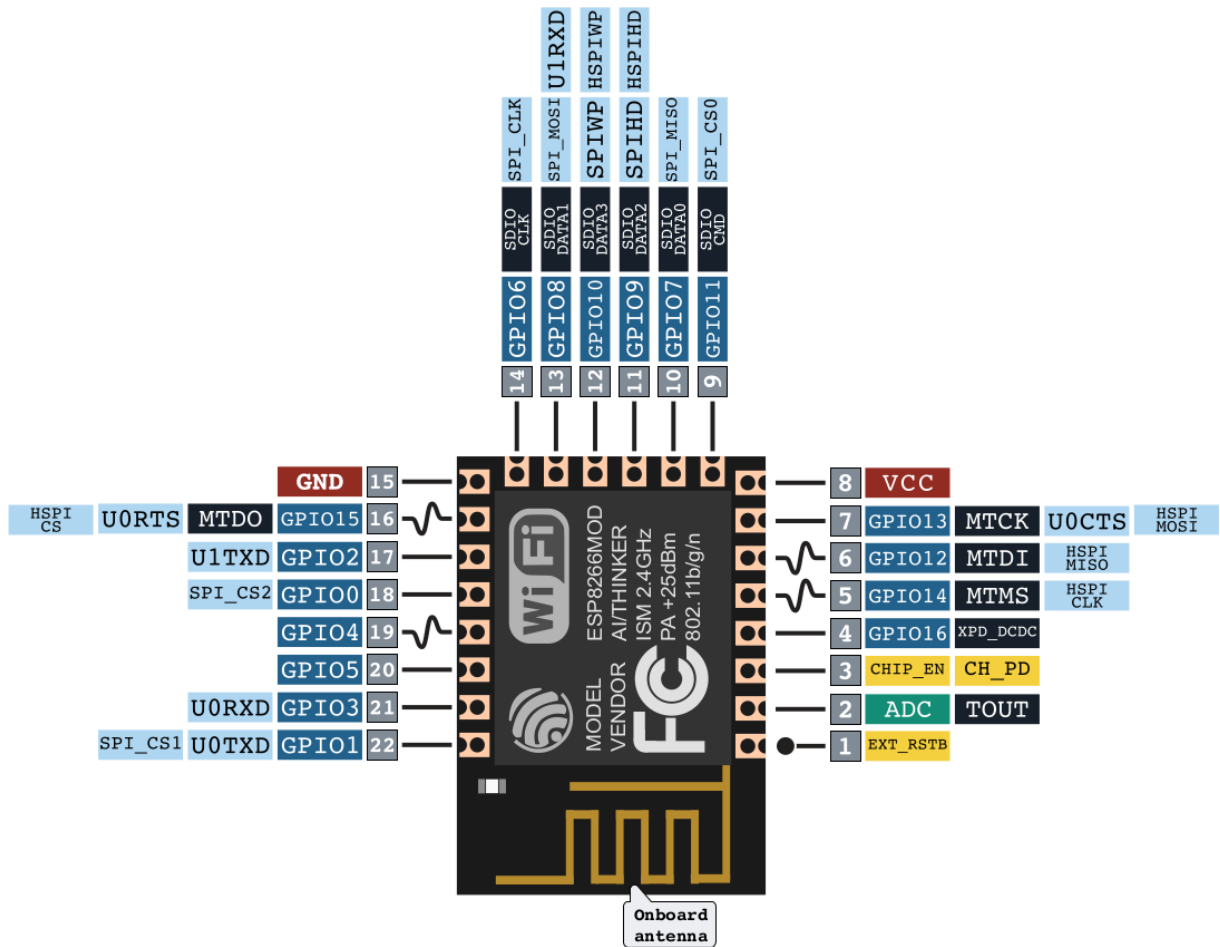 U1RXD HSPIWP HSPIHD
SPI_CLK SPI_MOSI SPIWP SPIHD SPI_MISO SPI_CS0
SDIO CLK SDIO DATA1 SDIO DATA3 SDIO DATA2 SDIO DATA0 SDIO CMD
GPIO6 GPIO8 GPIO10 GPIO9 GPIO7 GPIO11
14 13 12 11 10 9
GND 15
HSPI CS U0RTS MTDO GPIO15 16
U1TXD GPIO2 17
SPI_CS2 GPIO0 18
GPIO4 19
GPIO5 20
U0RXD GPIO3 21
SPI_CS1 U0TXD GPIO1 22
WiFi
MODEL ESP8266MOD
VENDOR AI/THINKER
ISM 2.4GHz
PA +25dBm
802.11b/g/n
FC
8 VCC
7 GPIO13 MTCK U0CTS HSPI MOSI
6 GPIO12 MTDI HSPI MISO
5 GPIO14 MTMS HSPI CLK
4 GPIO16 XPD_DCDC
3 CHIP_EN CH_PD
2 ADC TOUT
1 EXT_RSTB
Onboard
antenna